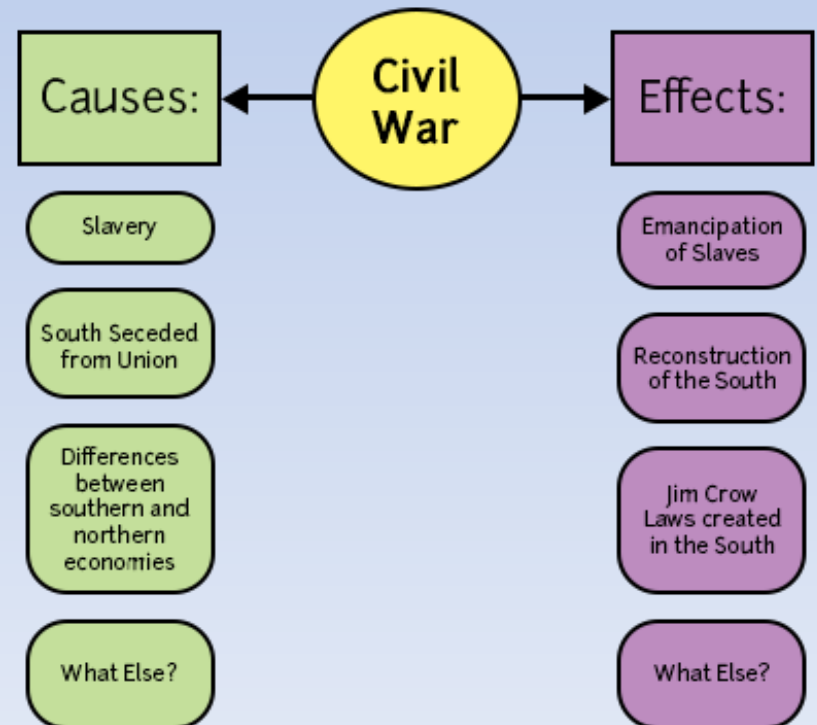 Causes:
Civil
War
Effects:
Slavery
South Seceded
from Union
Differences
between
southern and
northern
economies
What Else?
Emancipation
of Slaves
Reconstruction
of the South
Jim Crow
Laws created
in the South
What Else?